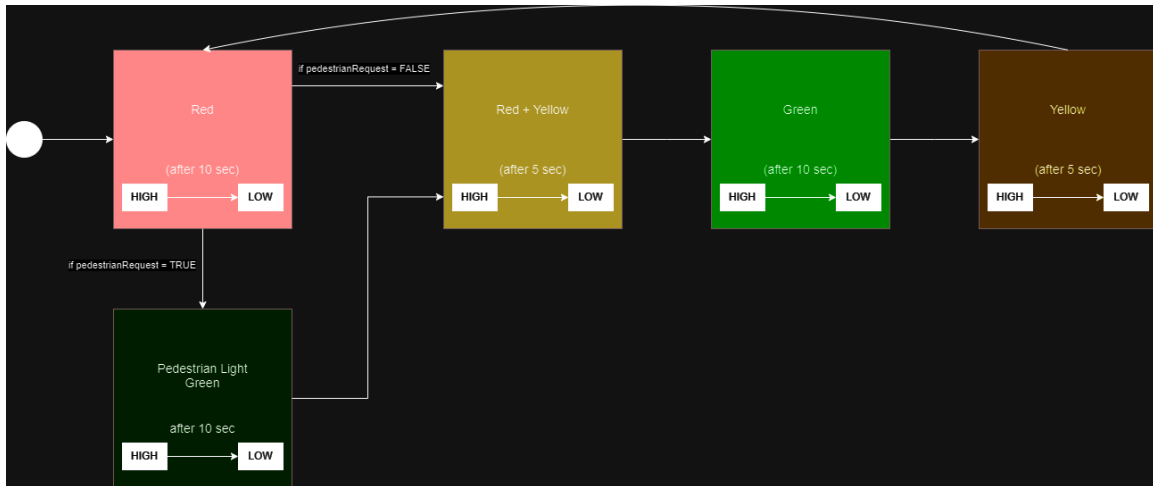 if pedestrianRequest = FALSE
Red
Red + Yellow
Green
Yellow
(after 10 sec)
(after 5 sec)
(after 10 sec)
(after 5 sec)
HIGH
LOW
HIGH
LOW
HIGH
LOW
HIGH
LOW
if pedestrianRequest = TRUE
Pedestrian Light
Green
after 10 sec
HIGH
LOW